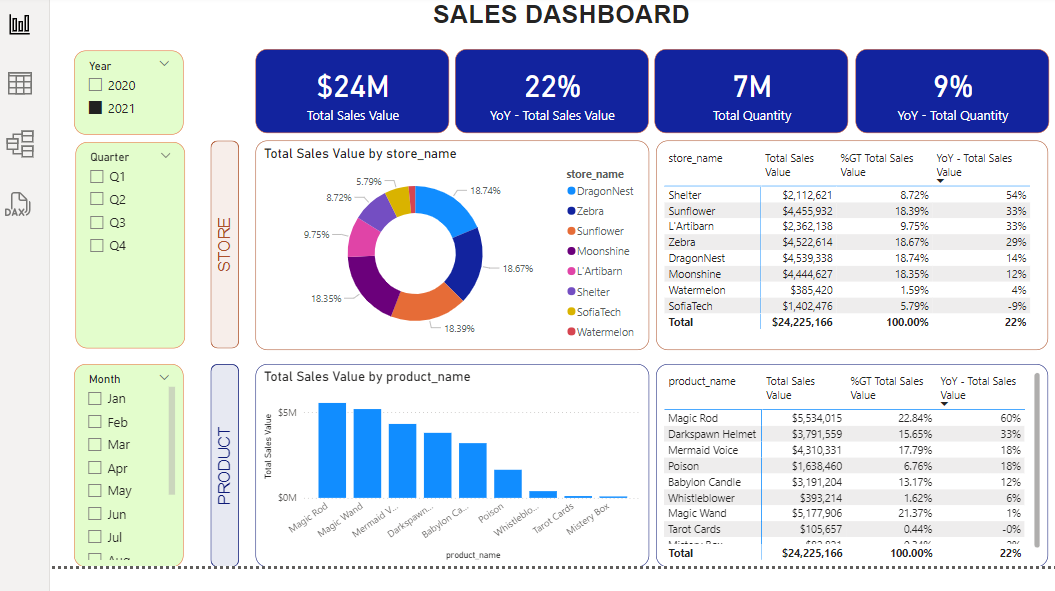 SALES DASHBOARD
Year
2020
2021
$24M
Total Sales Value
22%
YoY - Total Sales Value
7M
Total Quantity
9%
YoY - Total Quantity
DAX
Quarter
Q1
Q2
Q3
Q4
STORE
Total Sales Value by store_name
5.79%
8.72%
9.75%
18.35%
18.74%
18.67%
18.39%
store_name
DragonNest
Zebra
Sunflower
Moonshine
L'Artibarn
Shelter
SofiaTech
Watermelon
store_name Total Sales Value %GT Total Sales Value YoY - Total Sales Value
Shelter $2,112,621 8.72% 54%
Sunflower $4,455,932 18.39% 33%
L'Artibarn $2,362,138 9.75% 33%
Zebra $4,522,614 18.67% 29%
DragonNest $4,539,338 18.74% 14%
Moonshine $4,444,627 18.35% 12%
Watermelon $385,420 1.59% 4%
SofiaTech $1,402,476 5.79% -9%
Total $24,225,166 100.00% 22%
Month
Jan
Feb
Mar
Apr
May
Jun
Jul
PRODUCT
Total Sales Value by product_name
Total Sales Value
$5M
$0M
Magic Rod
Magic Wand
Mermaid V...
Darkspawn...
Babylon Ca...
Poison
Whistleblo...
Tarot Cards
Mistery Box
product_name
product_name Total Sales Value %GT Total Sales Value YoY - Total Sales Value
Magic Rod $5,534,015 22.84% 60%
Darkspawn Helmet $3,791,559 15.65% 33%
Mermaid Voice $4,310,331 17.79% 18%
Poison $1,638,460 6.76% 18%
Babylon Candle $3,191,204 13.17% 12%
Whistleblower $393,214 1.62% 6%
Magic Wand $5,177,906 21.37% 1%
Tarot Cards $105,657 0.44% -0%
Total $24,225,166 100.00% 22%